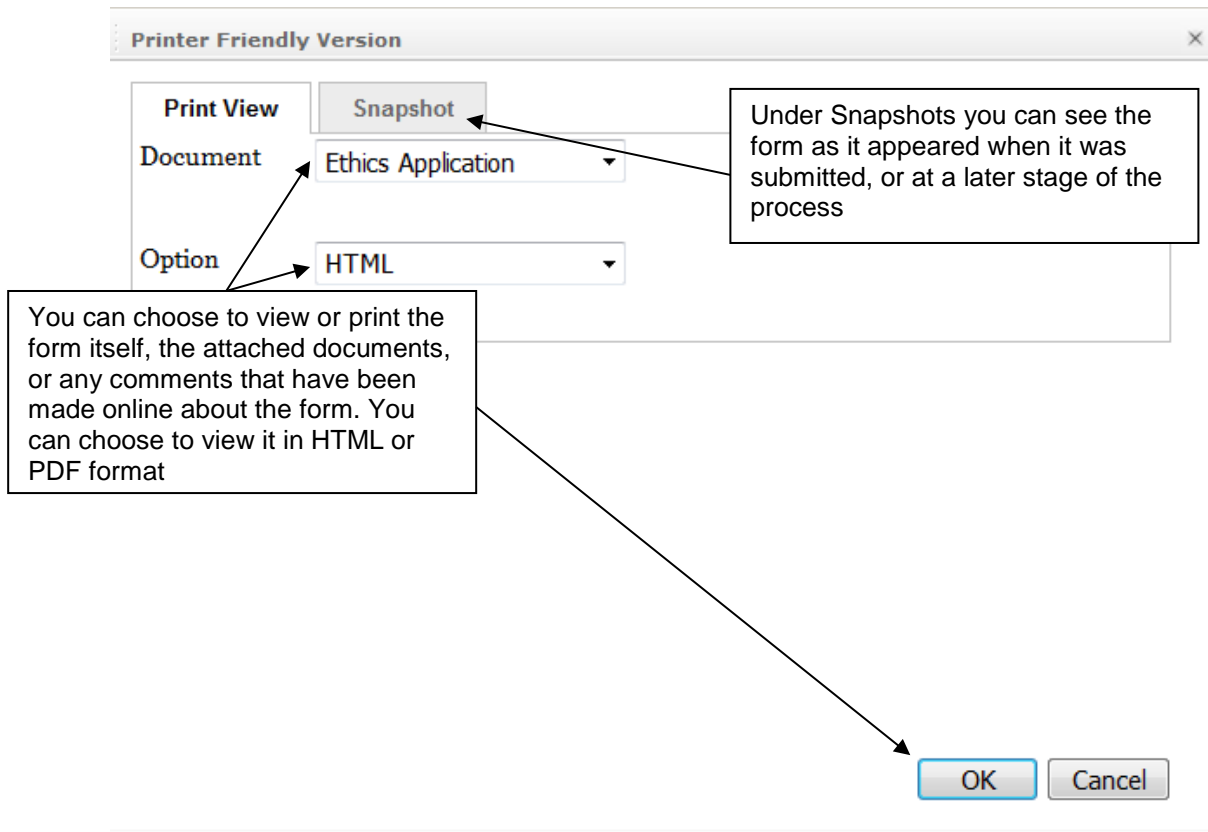 Printer Friendly Version
Print View
Snapshot
Under Snapshots you can see the
form as it appeared when it was
submitted, or at a later stage of the
process
Document
Ethics Application
Option
HTML
You can choose to view or print the
form itself, the attached documents,
or any comments that have been
made online about the form. You
can choose to view it in HTML or
PDF format
OK
Cancel